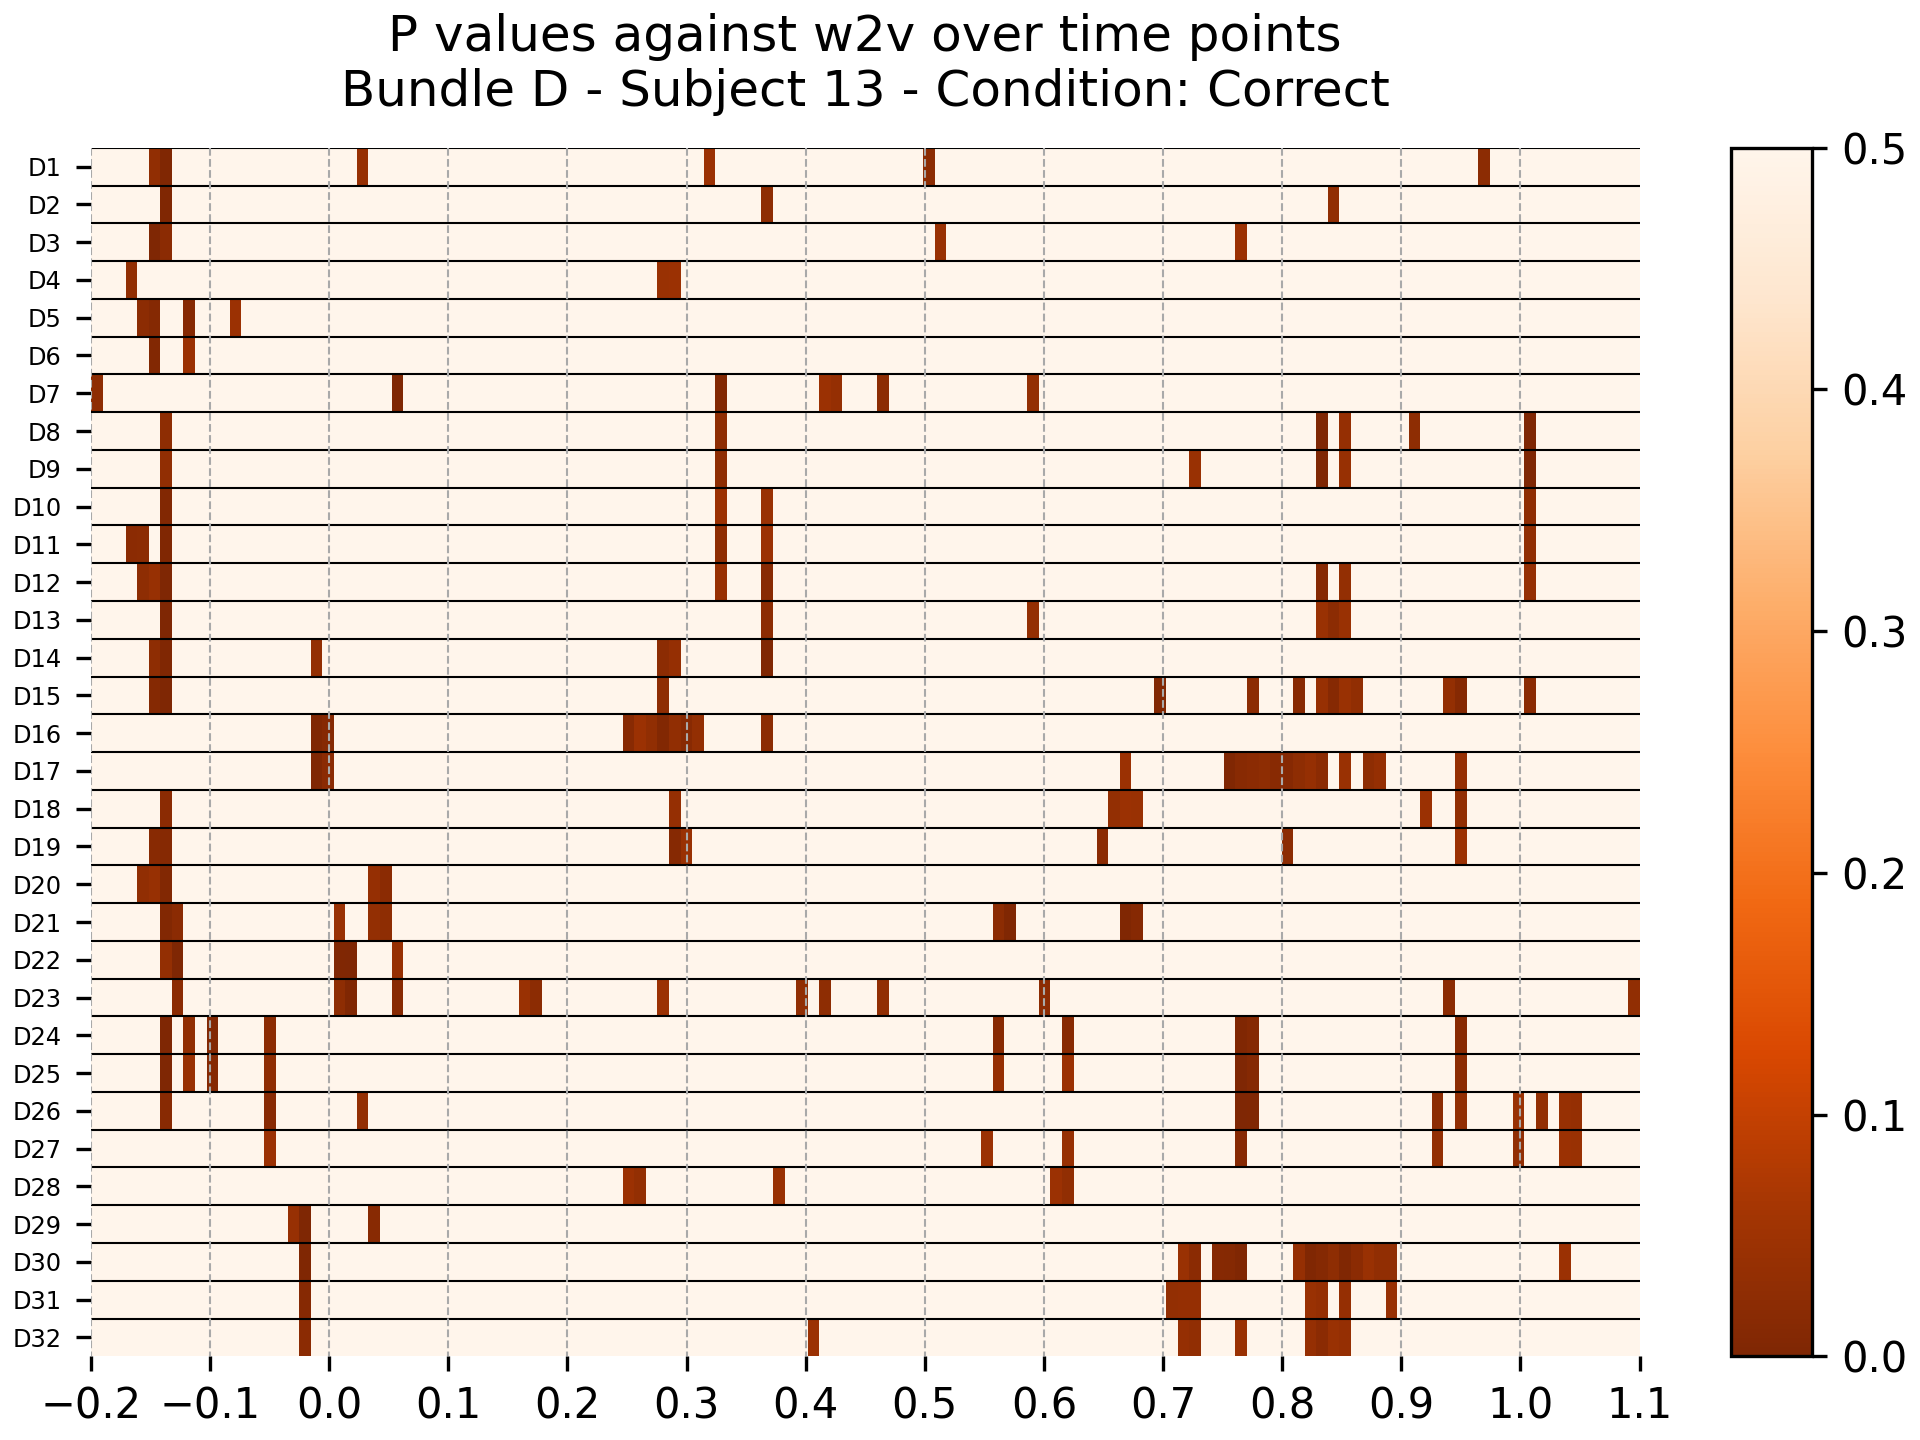 P values against w2v over time points
Bundle D - Subject 13 - Condition: Correct
D1
D2
D3
D4
D5
D6
D7
D8
D9
D10
D11
D12
D13
D14
D15
D16
D17
D18
D19
D20
D21
D22
D23
D24
D25
D26
D27
D28
D29
D30
D31
D32
−0.2 −0.1 0.0 0.1 0.2 0.3 0.4 0.5 0.6 0.7 0.8 0.9 1.0 1.1
0.5
0.4
0.3
0.2
0.1
0.0